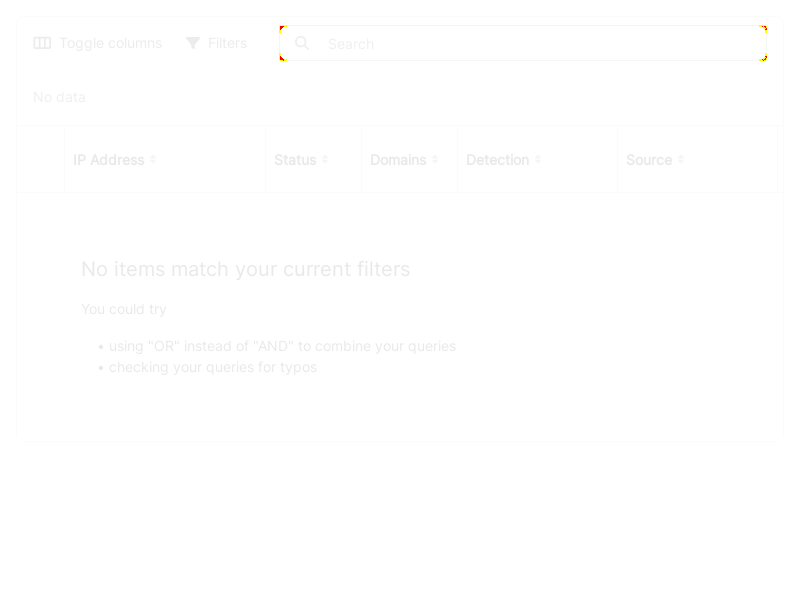 Toggle columns Filters Search
No data
IP Address Status Domains Detection Source
No items match your current filters
You could try
• using "OR" instead of "AND" to combine your queries
• checking your queries for typos